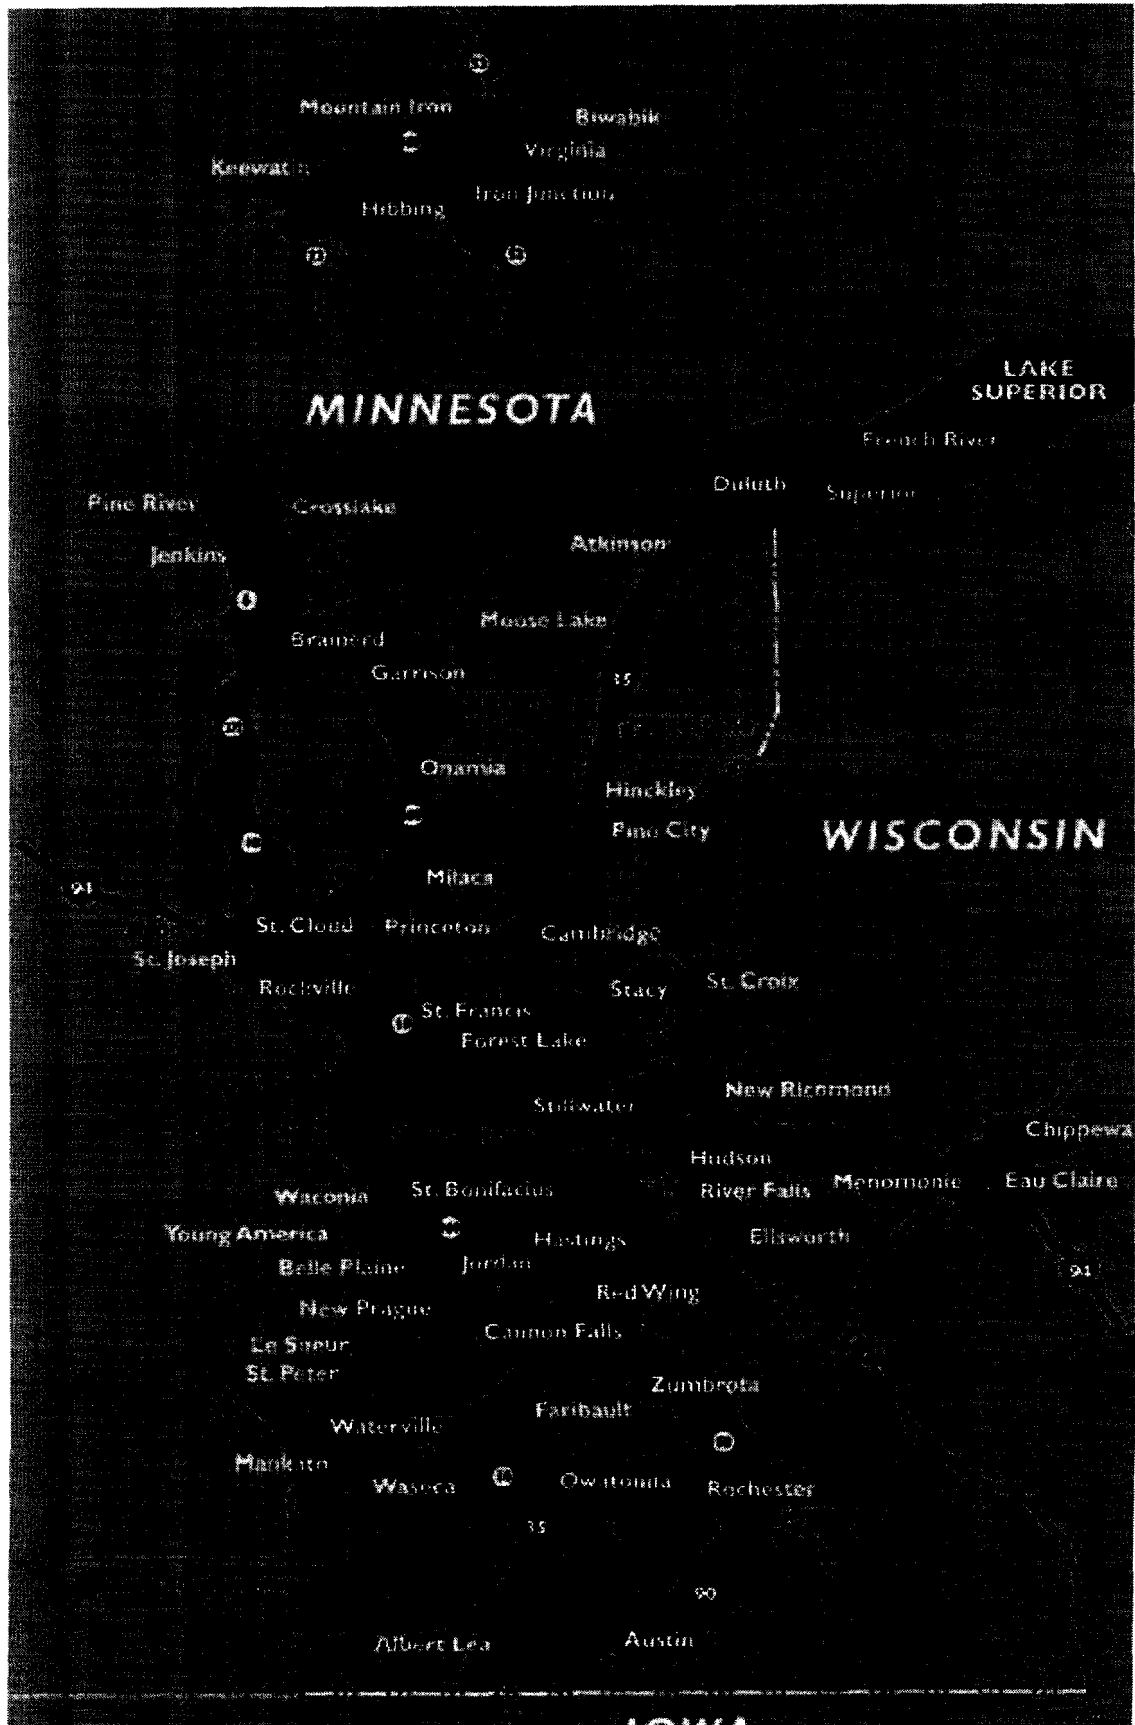 Mountain Iron
Biwabik
Virginia
Keewatin
Iron Junction
Hibbing
LAKE
SUPERIOR
MINNESOTA
French River
Duluth
Superior
Pine River
Crosslake
Atkinson
Jenkins
Moose Lake
Brainerd
Garrison
35
Onamia
Hinckley
Pine City
WISCONSIN
Milaca
94
St. Cloud
Princeton
Cambridge
St. Joseph
Rockville
Stacy
St. Croix
St. Francis
Forest Lake
New Richmond
Stillwater
Chippewa
Hudson
Waconia
St. Bonifacius
River Falls
Menomonie
Eau Claire
Young America
Hastings
Ellsworth
Belle Plaine
Jordan
94
Red Wing
New Prague
Cannon Falls
Le Sueur
St. Peter
Zumbrota
Faribault
Waterville
Mankato
Waseca
Owatonna
Rochester
35
90
Albert Lea
Austin
IOWA